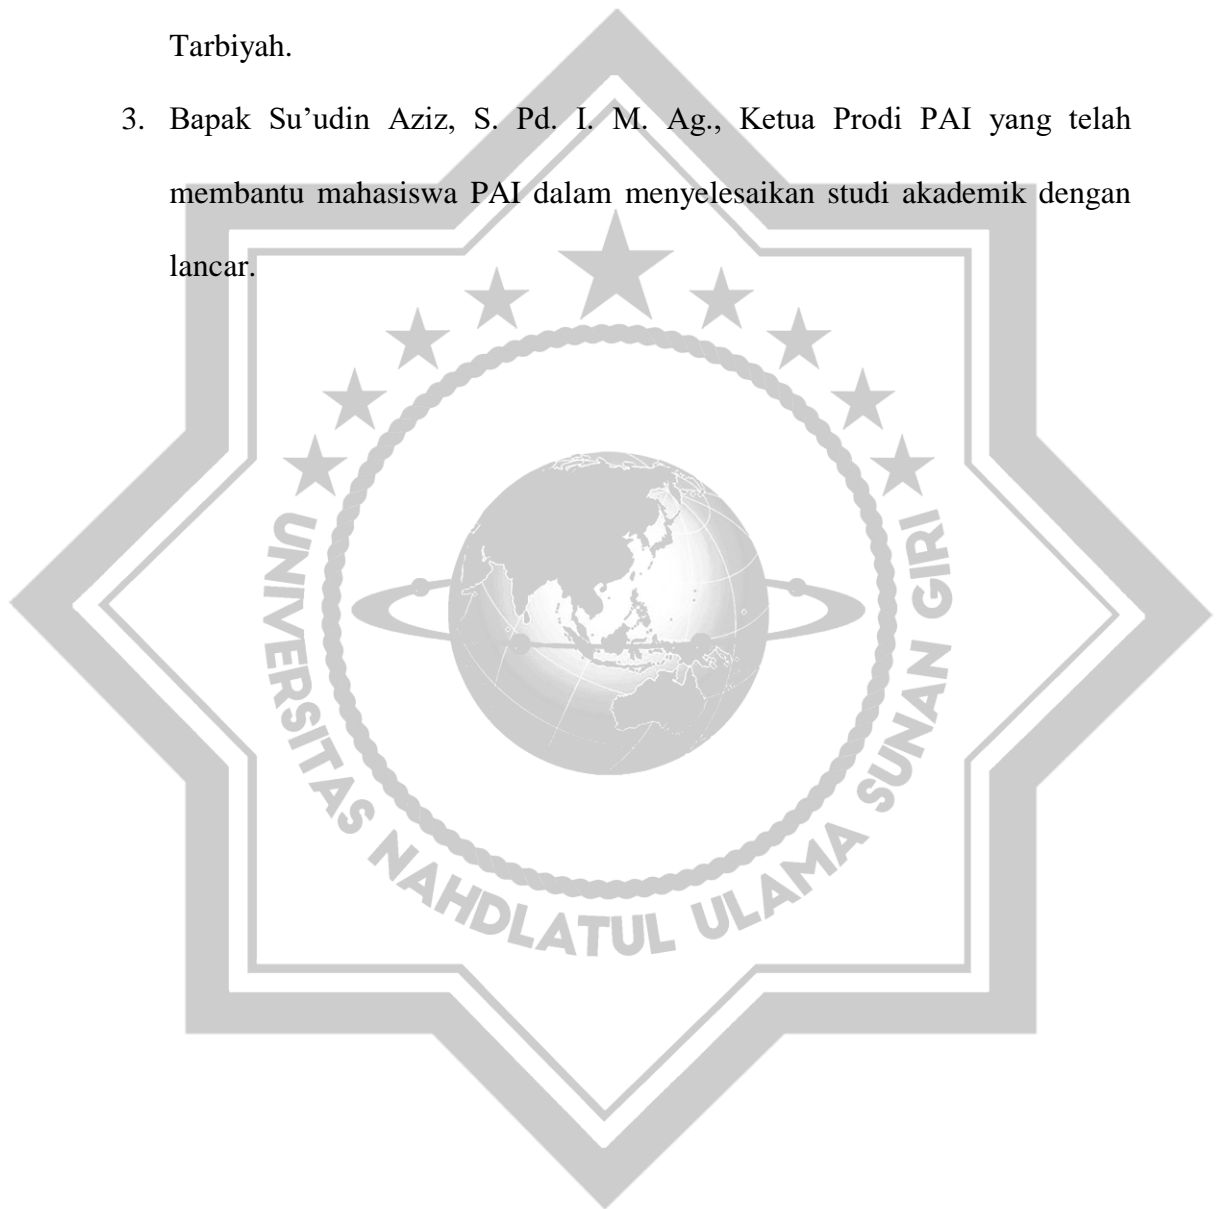 Tarbiyah.
3. Bapak Su’udin Aziz, S. Pd. I. M. Ag., Ketua Prodi PAI yang telah
membantu mahasiswa PAI dalam menyelesaikan studi akademik dengan
lancar.
UNIVERSITAS NAHDLATUL ULAMA SUNAN GIRI